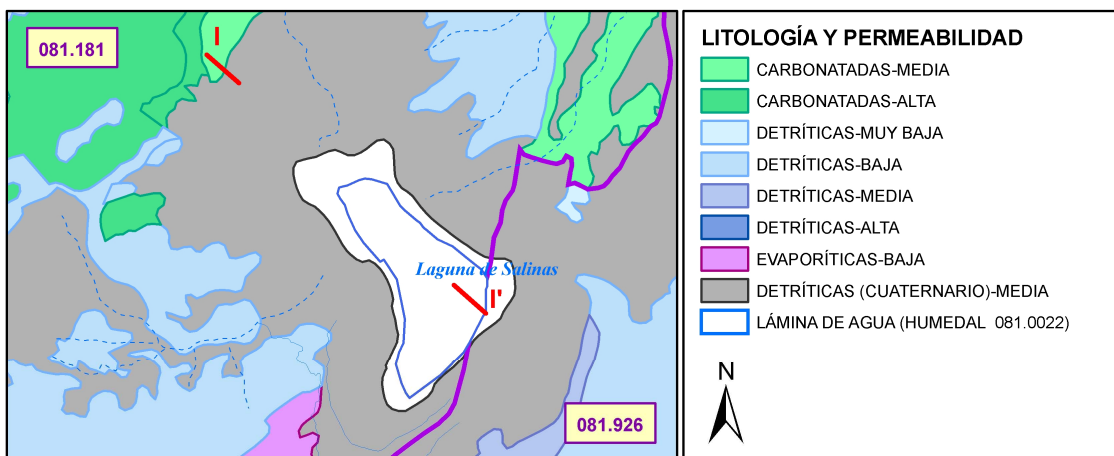 081.181
I
Laguna de Salinas
I'
081.926
LITOLOGÍA Y PERMEABILIDAD
CARBONATADAS-MEDIA
CARBONATADAS-ALTA
DETRÍTICAS-MUY BAJA
DETRÍTICAS-BAJA
DETRÍTICAS-MEDIA
DETRÍTICAS-ALTA
EVAPORÍTICAS-BAJA
DETRÍTICAS (CUATERNARIO)-MEDIA
LÁMINA DE AGUA (HUMEDAL 081.0022)
N